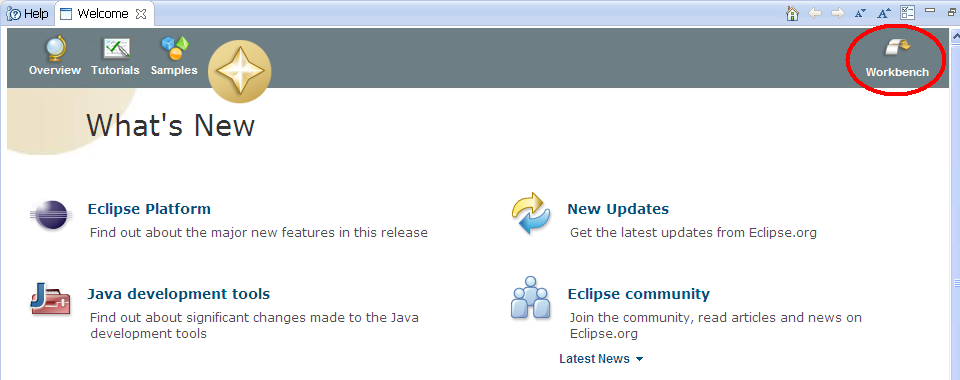 Help Welcome
Overview Tutorials Samples Workbench
What's New
Eclipse Platform
Find out about the major new features in this release
New Updates
Get the latest updates from Eclipse.org
Java development tools
Find out about significant changes made to the Java
development tools
Eclipse community
Join the community, read articles and news on
Eclipse.org
Latest News